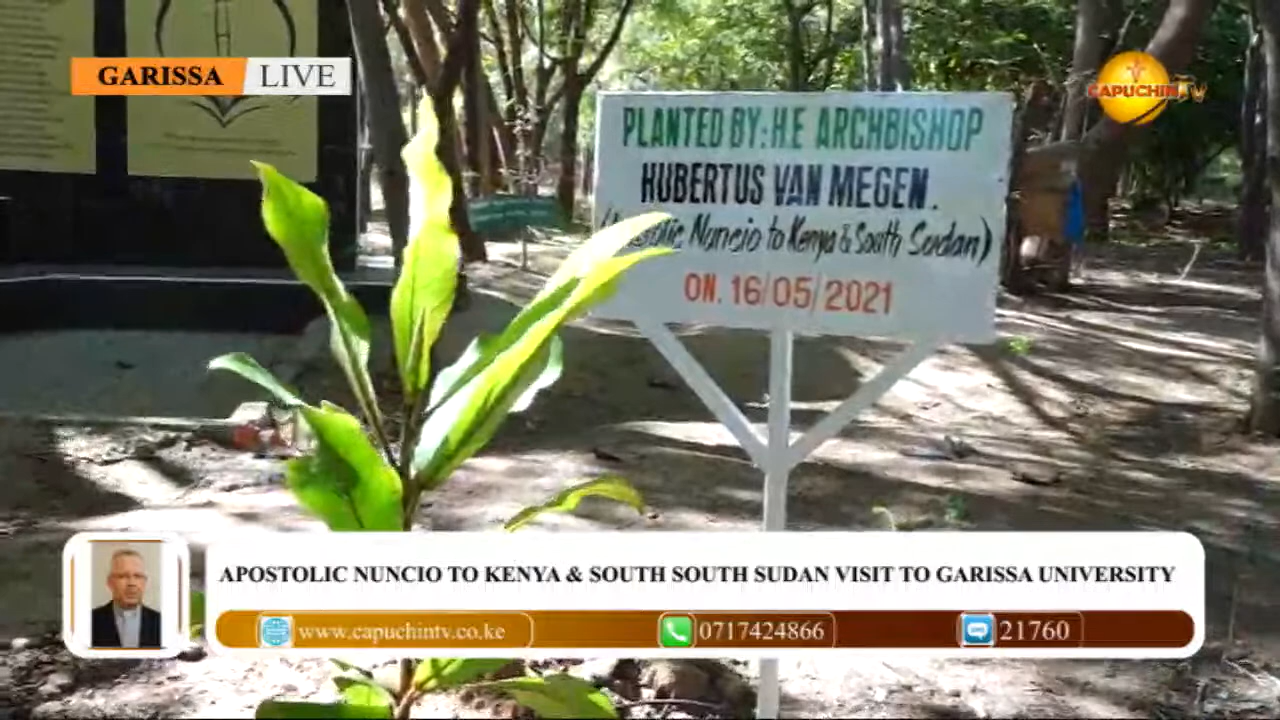 GARISSA LIVE
CAPUCHIN TV
PLANTED BY: H.E ARCHBISHOP
HUBERTUS VAN MEGEN.
Nuncio to Kenya & South Sudan)
ON. 16/05/2021
APOSTOLIC NUNCIO TO KENYA & SOUTH SOUTH SUDAN VISIT TO GARISSA UNIVERSITY
www.capuchintv.co.ke
0717424866
21760